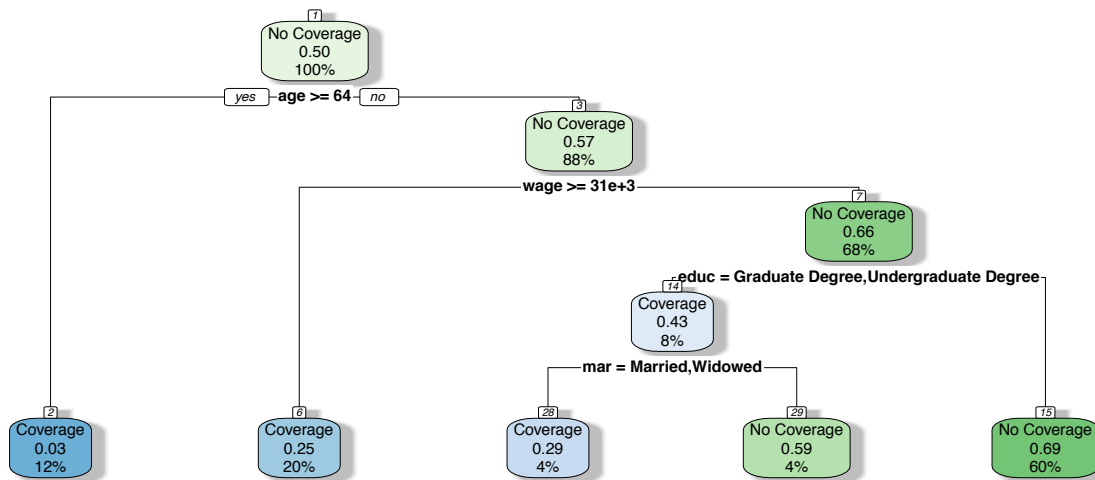 1
No Coverage
0.50
100%
yes age >= 64 no
3
No Coverage
0.57
88%
wage >= 31e+3
7
No Coverage
0.66
68%
educ = Graduate Degree,Undergraduate Degree
14
Coverage
0.43
8%
mar = Married,Widowed
2
Coverage
0.03
12%
6
Coverage
0.25
20%
28
Coverage
0.29
4%
29
No Coverage
0.59
4%
15
No Coverage
0.69
60%